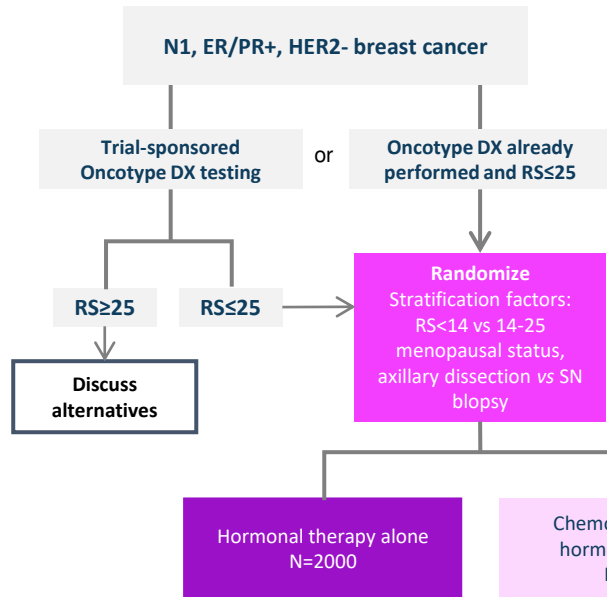 N1, ER/PR+, HER2- breast cancer
Trial-sponsored
Oncotype DX testing
or
Oncotype DX already
performed and RS≤25
RS≥25
RS≤25
Randomize
Stratification factors:
RS<14 vs 14-25
menopausal status,
axillary dissection vs SN
blopsy
Discuss
alternatives
Hormonal therapy alone
N=2000